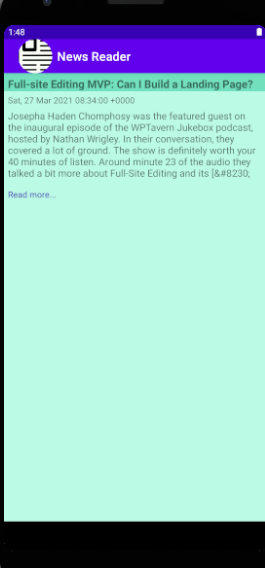 1:48
News Reader
Full-site Editing MVP: Can I Build a Landing Page?
Sat, 27 Mar 2021 08:34:00 +0000
Josepha Haden Chomphosy was the featured guest on
the inaugural episode of the WPTavern Jukebox podcast,
hosted by Nathan Wrigley. In their conversation, they
covered a lot of ground. The show is definitely worth your
40 minutes of listen. Around minute 23 of the audio they
talked a bit more about Full-Site Editing and its [&#8230;
Read more...